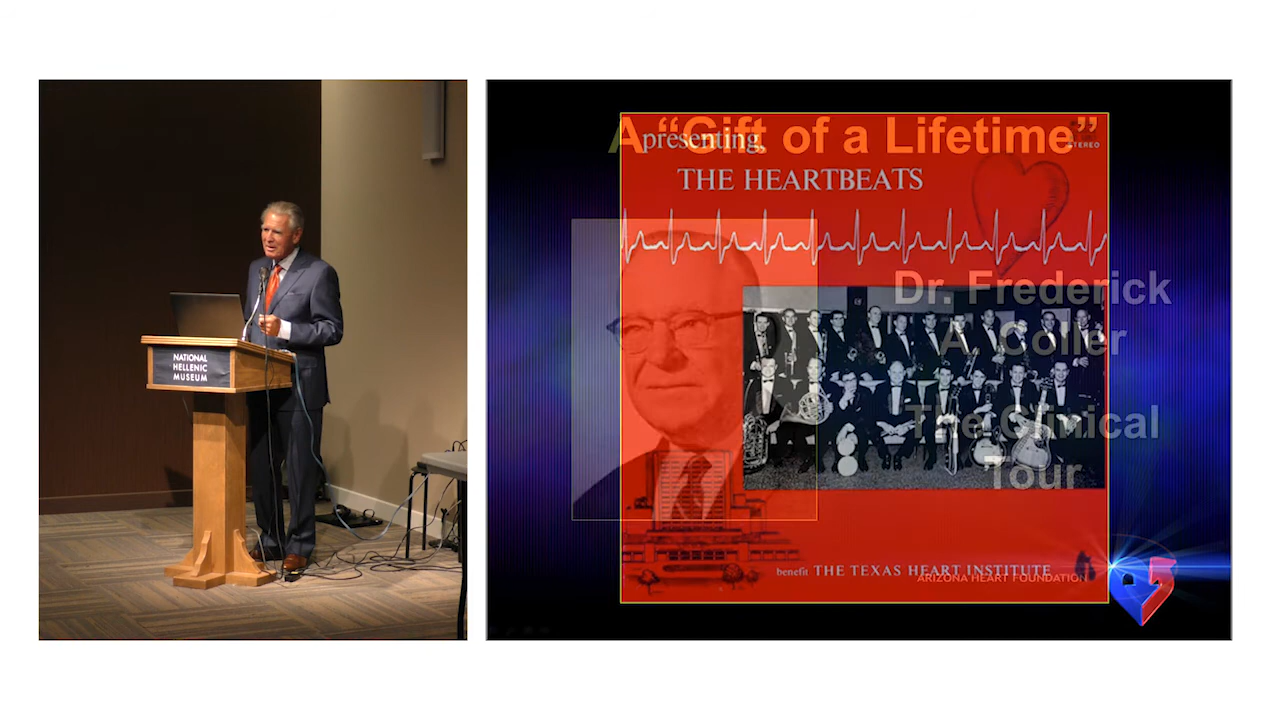 NATIONAL
HELLENIC
MUSEUM
A “Gift of a Lifetime”
presenting,
STEREO
THE HEARTBEATS
Dr. Frederick
A. Coller
The Clinical
Tour
benefit THE TEXAS HEART INSTITUTE
ARIZONA HEART FOUNDATION